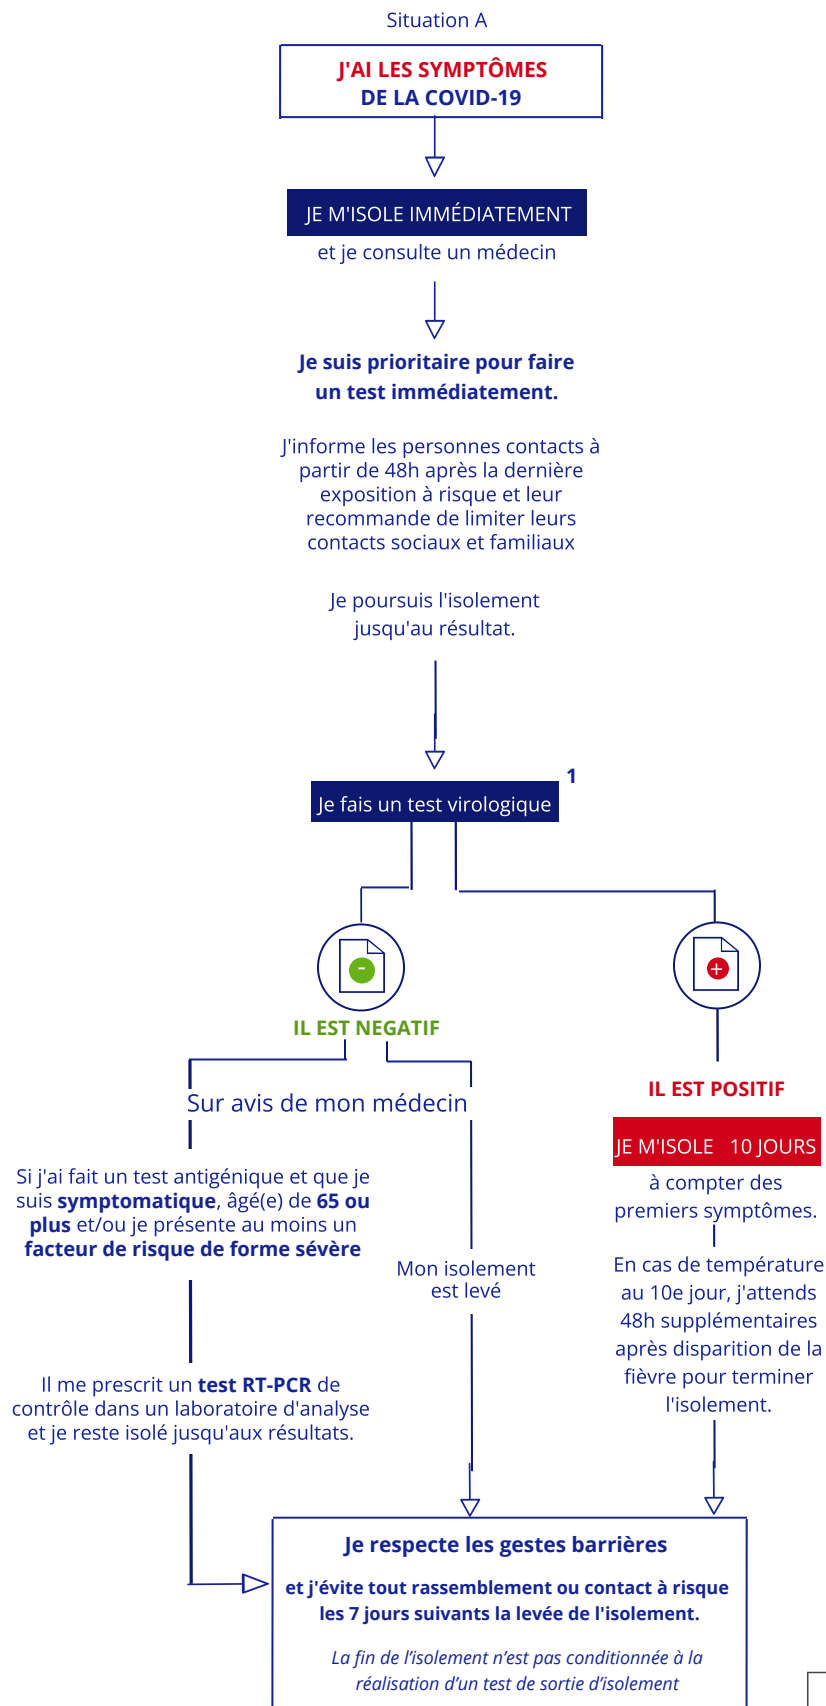 Situation A
J'AI LES SYMPTÔMES
DE LA COVID-19
JE M'ISOLE IMMÉDIATEMENT
et je consulte un médecin
Je suis prioritaire pour faire
un test immédiatement.
J'informe les personnes contacts à
partir de 48h après la dernière
exposition à risque et leur
recommande de limiter leurs
contacts sociaux et familiaux
Je poursuis l'isolement
jusqu'au résultat.
1
Je fais un test virologique
-
+
IL EST NEGATIF
Sur avis de mon médecin
Si j'ai fait un test antigénique et que je
suis symptomatique, âgé(e) de 65 ou
plus et/ou je présente au moins un
facteur de risque de forme sévère
Il me prescrit un test RT-PCR de
contrôle dans un laboratoire d'analyse
et je reste isolé jusqu'aux résultats.
Mon isolement
est levé
IL EST POSITIF
JE M'ISOLE 10 JOURS
à compter des
premiers symptômes.
En cas de température
au 10e jour, j'attends
48h supplémentaires
après disparition de la
fièvre pour terminer
l'isolement.
Je respecte les gestes barrières
et j'évite tout rassemblement ou contact à risque
les 7 jours suivants la levée de l'isolement.
La fin de l'isolement n'est pas conditionnée à la
réalisation d'un test de sortie d'isolement